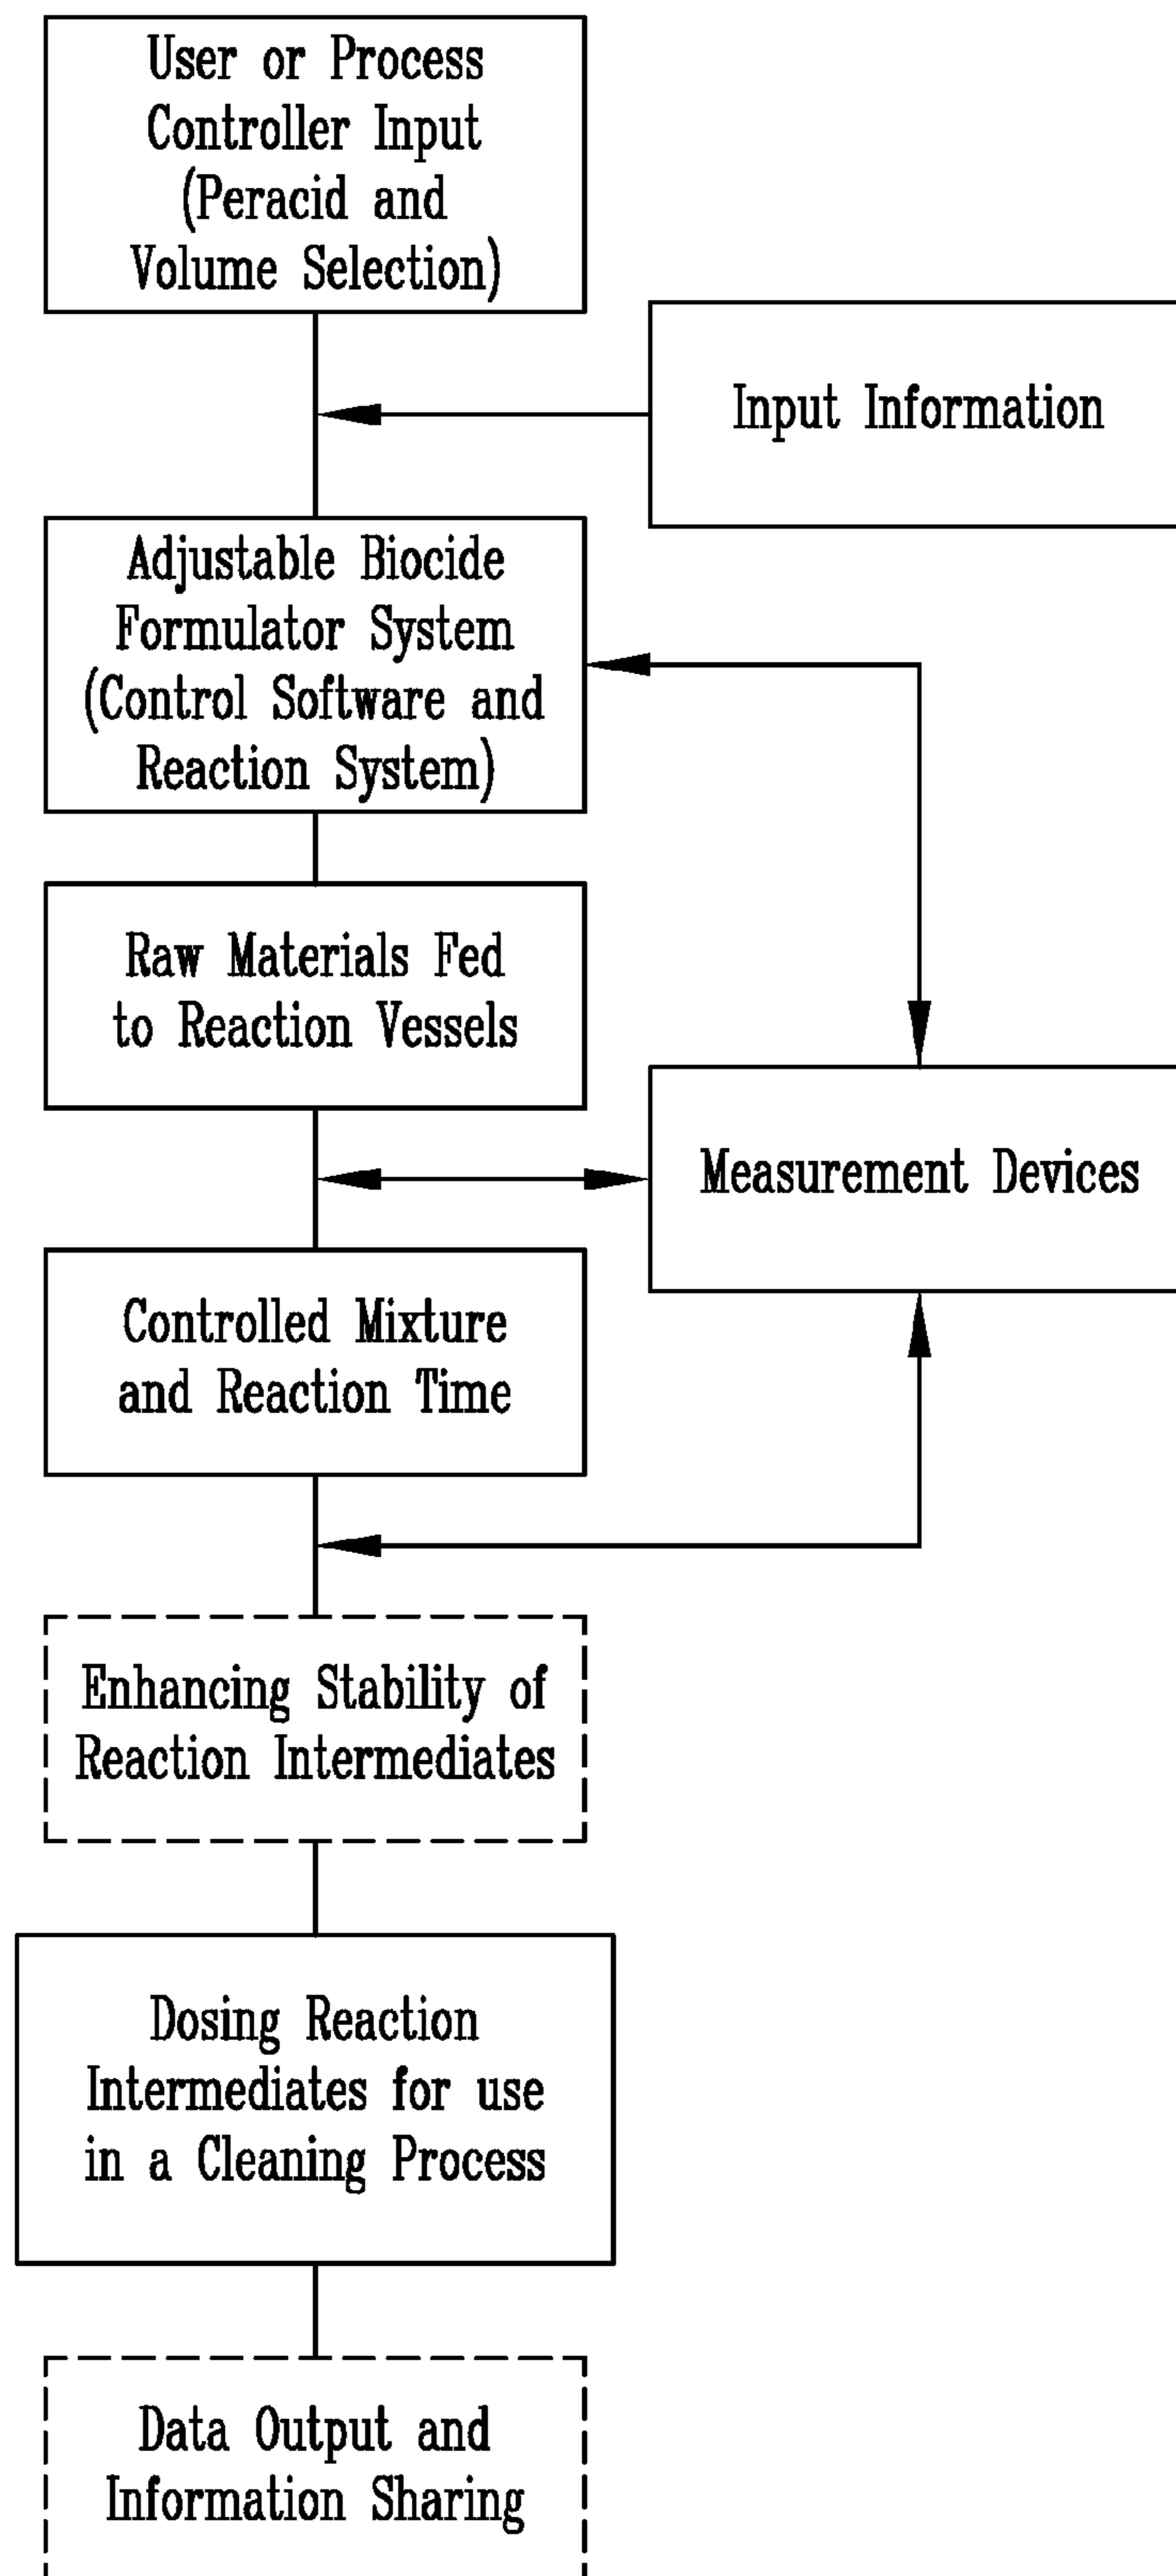 User or Process
Controller Input
(Peracid and
Volume Selection)
Input Information
Adjustable Biocide
Formulator System
(Control Software and
Reaction System)
Raw Materials Fed
to Reaction Vessels
Measurement Devices
Controlled Mixture
and Reaction Time
Enhancing Stability of
Reaction Intermediates
Dosing Reaction
Intermediates for use
in a Cleaning Process
Data Output and
Information Sharing